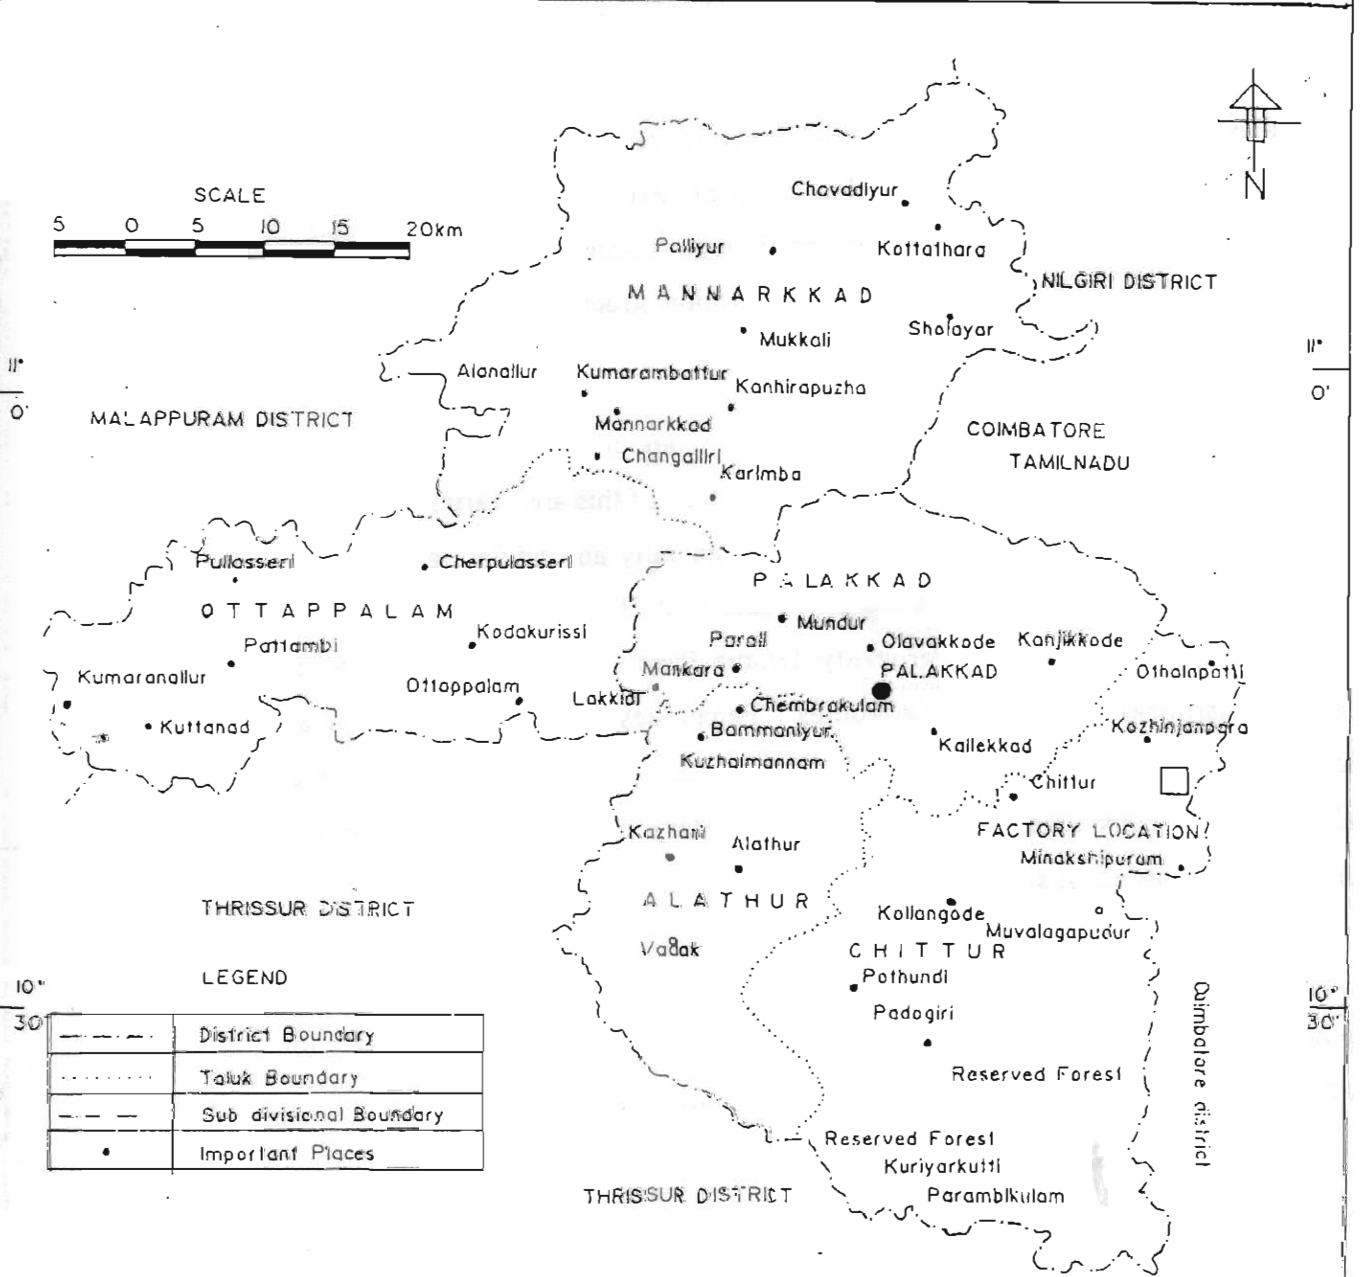 SCALE
5 0 5 10 15 20km
N
Chavadiyur
Kottathara
Palliyur
NILGIRI DISTRICT
MANNARKKAD
Sholayar
Mukkali
11°
0'
11°
0'
Alanallur
Kumarambattur
Kanhirapuzha
MALAPPURAM DISTRICT
Mannarkkad
COIMBATORE
TAMILNADU
Changaliri
Karimba
Pullasseri
Cherpulasseri
PALAKKAD
OTTAPPALAM
Mundur
Kodakurissi
Parali
Olavakkode
Kanjikkode
Pattambi
Mankara
PALAKKAD
Othalapatti
Kumaranallur
Ottappalam
Lakkidi
Chembrakulam
Kuttanad
Bammaniyur
Kallekkad
Kozhinjanpara
Kuzhalmannam
Chittur
Kazhani
Alathur
FACTORY LOCATION
Minakshipuram
THRISSUR DISTRICT
ALATHUR
Kollangode
Muvalagapudur
Vadak
CHITTUR
LEGEND
Pothundi
10°
30'
10°
30'
Padogiri
Coimbatore district
District Boundary
Taluk Boundary
Sub divisional Boundary
Important Places
Reserved Forest
Reserved Forest
Kuriyarkutti
THRISSUR DISTRICT
Parambikulam